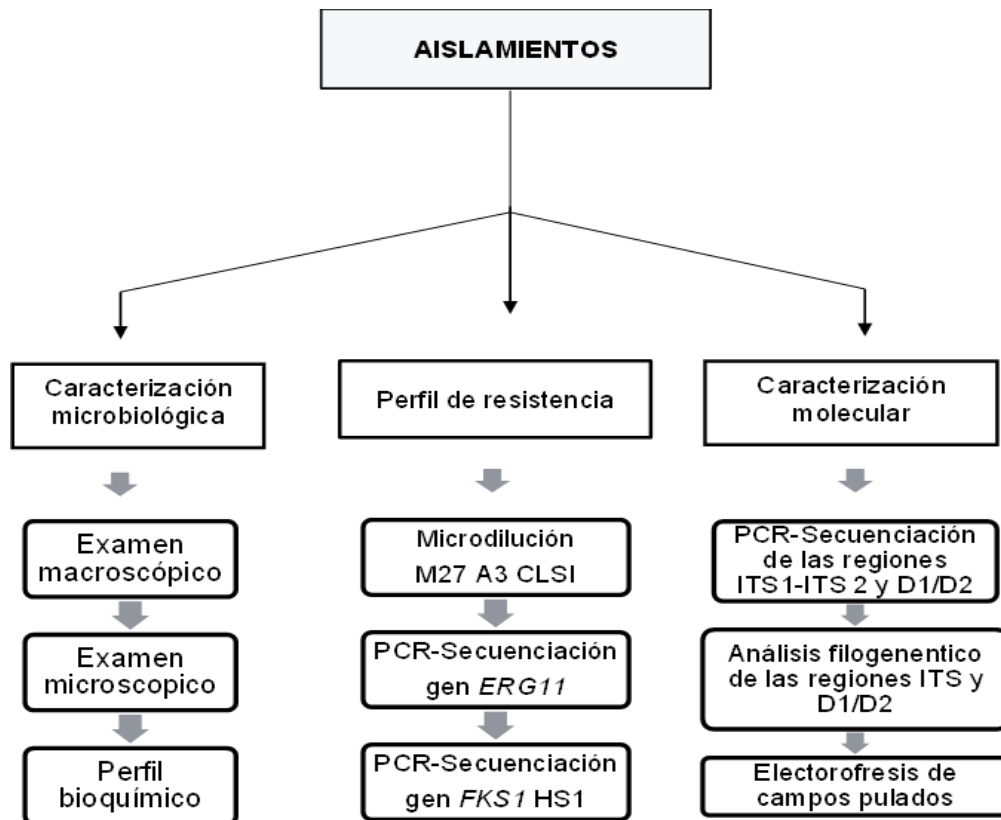 AISLAMIENTOS
Caracterización
microbiológica
Examen
macroscópico
Examen
microscopico
Perfil
bioquímico
Perfil de resistencia
Microdilución
M27 A3 CLSI
PCR-Secuenciación
gen ERG11
PCR-Secuenciación
gen FKS1 HS1
Caracterización
molecular
PCR-Secuenciación
de las regiones
ITS1-ITS 2 y D1/D2
Análisis filogenentico
de las regiones ITS y
D1/D2
Electorofresis de
campos pulados